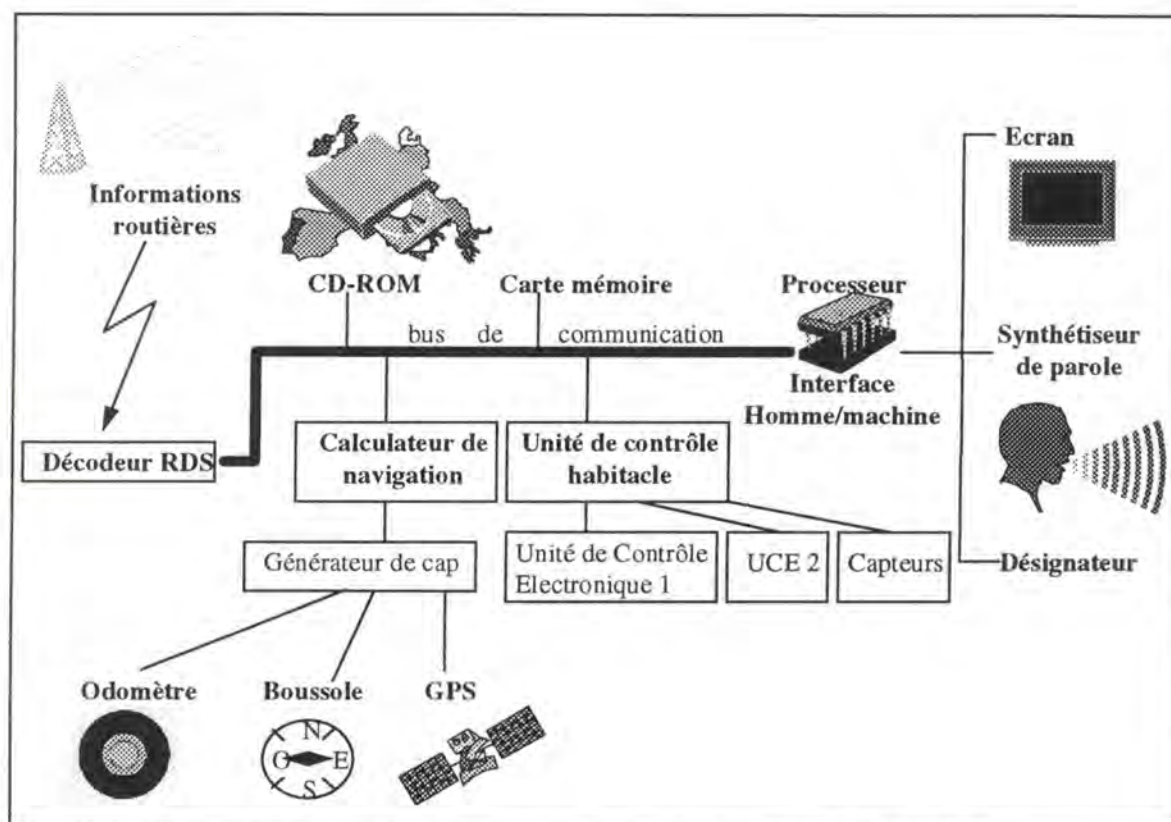 Informations
routières
CD-ROM
Carte mémoire
Processeur
Ecran
bus de communication
Interface
Homme/machine
Synthétiseur
de parole
Décodeur RDS
Calculateur de
navigation
Unité de contrôle
habitacle
Générateur de cap
Unité de Contrôle
Electronique 1
UCE 2
Capteurs
Désignateur
Odomètre
Boussole
GPS
N
O E
S